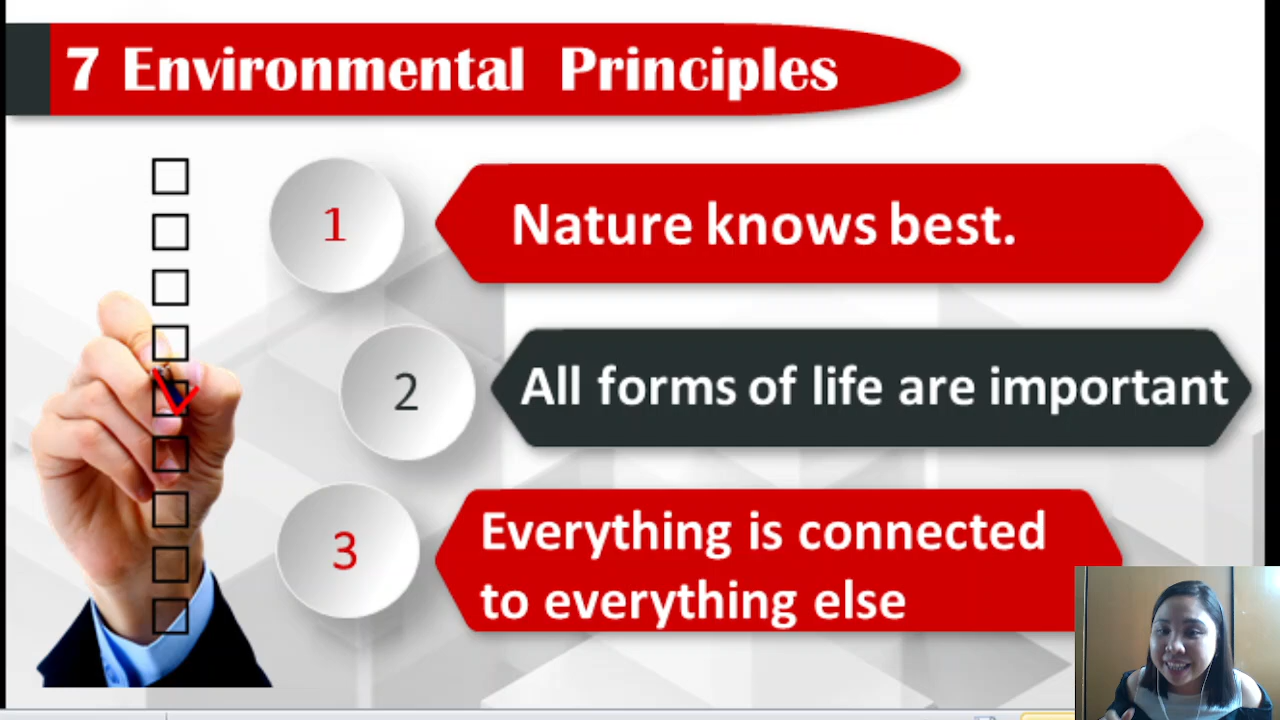 7 Environmental Principles
1
Nature knows best.
2
All forms of life are important
3
Everything is connected
to everything else